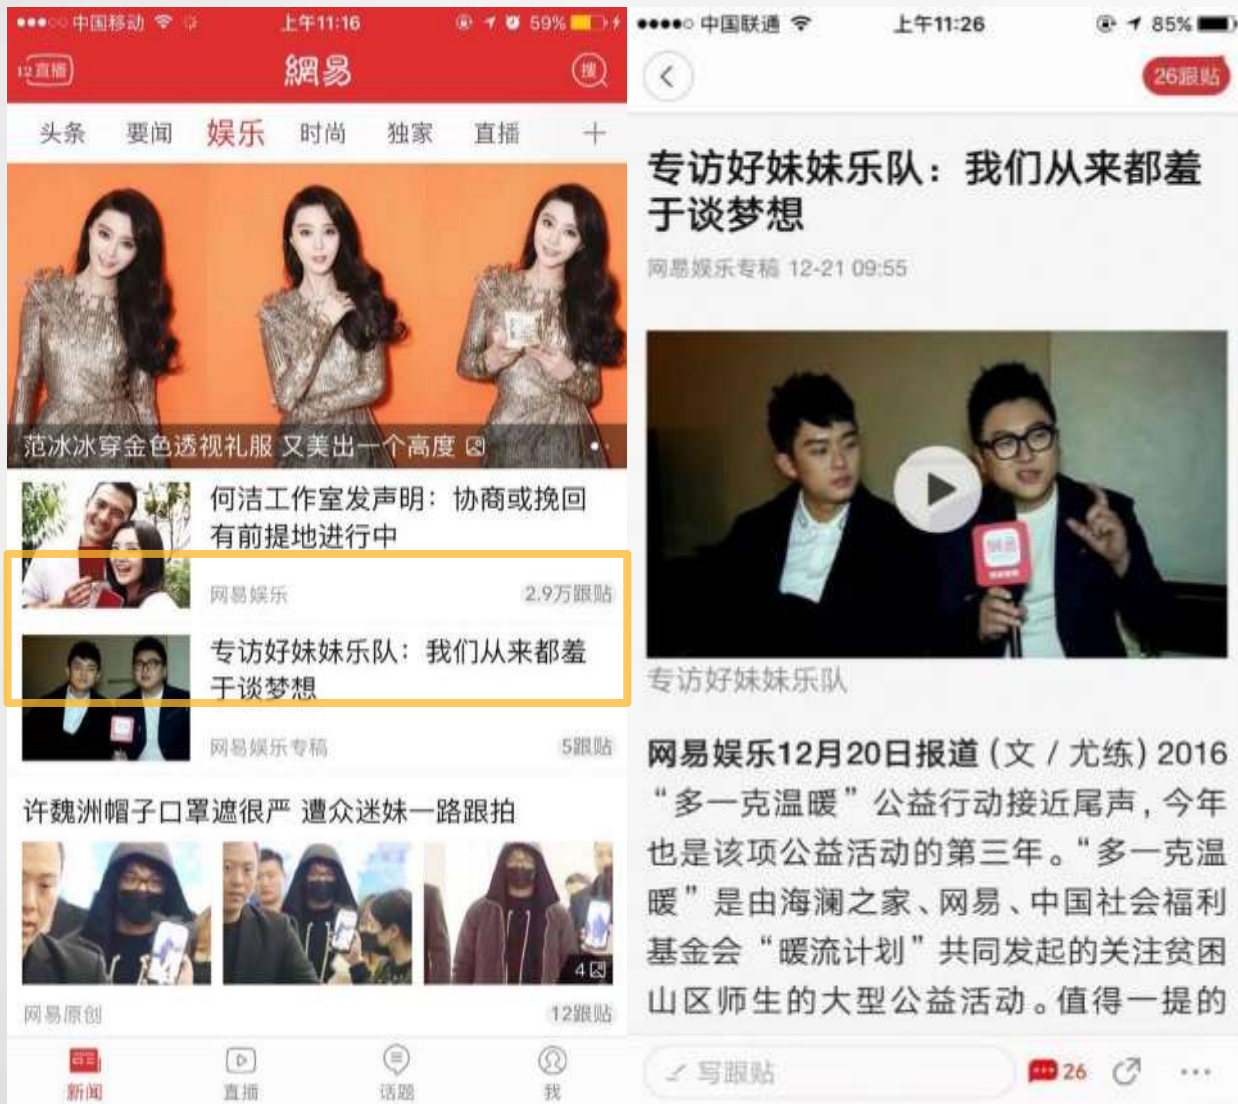 中国移动
上午11:16
59%
12直播
網易
搜
头条
要闻
娱乐
时尚
独家
直播
范冰冰穿金色透视礼服 又美出一个高度
何洁工作室发声明：协商或挽回
有前提地进行中
网易娱乐
2.9万跟贴
专访好妹妹乐队：我们从来都羞
于谈梦想
网易娱乐专稿
5跟贴
许魏洲帽子口罩遮很严 遭众迷妹一路跟拍
4
网易原创
12跟贴
新闻
直播
话题
我
中国联通
上午11:26
85%
26跟贴
专访好妹妹乐队：我们从来都羞
于谈梦想
网易娱乐专稿 12-21 09:55
網易
专访好妹妹乐队
网易娱乐12月20日报道（文 / 尤练）2016
“多一克温暖”公益行动接近尾声，今年
也是该项公益活动的第三年。“多一克温
暖”是由海澜之家、网易、中国社会福利
基金会“暖流计划”共同发起的关注贫困
山区师生的大型公益活动。值得一提的
写跟贴
26